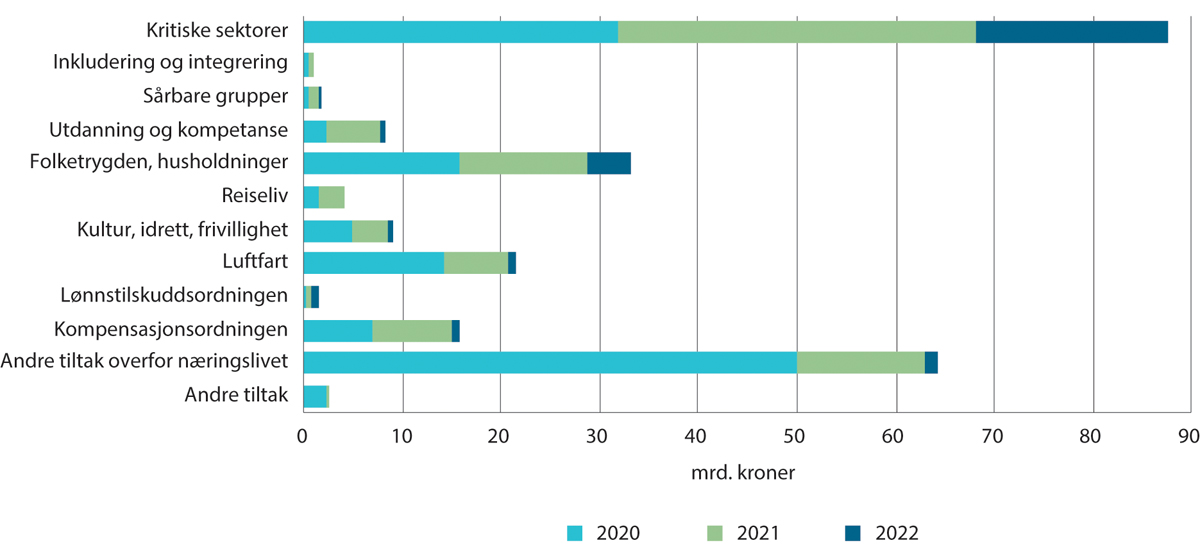 Kritiske sektorer
Inkludering og integrering
Sårbare grupper
Utdanning og kompetanse
Folketrygden, husholdninger
Reiseliv
Kultur, idrett, frivillighet
Luftfart
Lønnstilskuddsordningen
Kompensasjonsordningen
Andre tiltak overfor næringslivet
Andre tiltak
0 10 20 30 40 50 60 70 80 90
mrd. kroner
2020 2021 2022